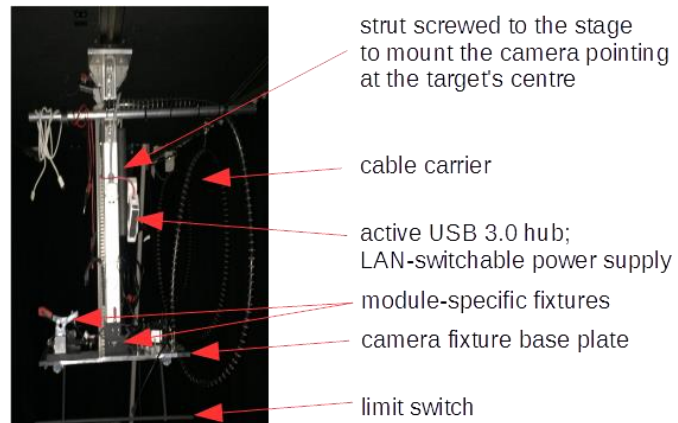 strut screwed to the stage
to mount the camera pointing
at the target's centre
cable carrier
active USB 3.0 hub;
LAN-switchable power supply
module-specific fixtures
camera fixture base plate
limit switch